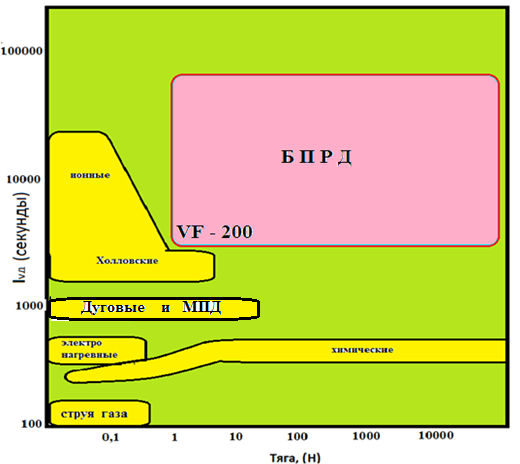 100000
БПРД
10000
ионные
VF - 200
Iуд (секунды)
Холловские
1000
Дуговые и МПД
электро
нагревные
химические
струя газа
100
0,1 1 10 100 1000 10000
Тяга, (Н)